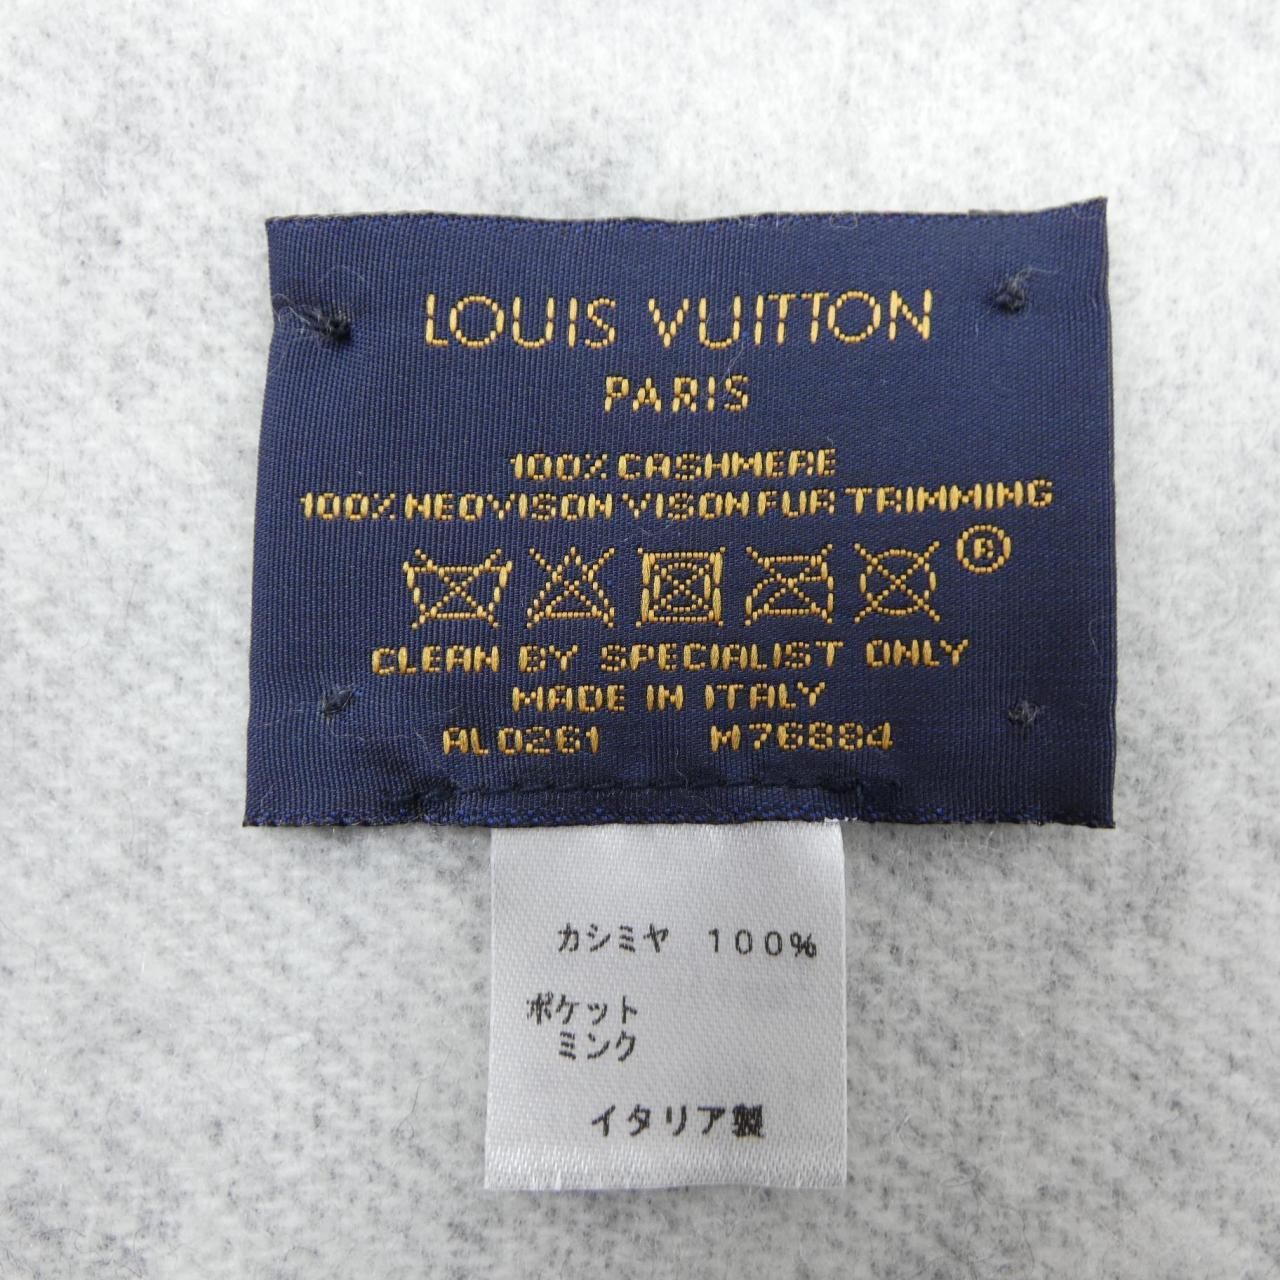 LOUIS VUITTON
PARIS
100% CASHMERE
100% NEOVISON VISON FUR TRIMMING
®
CLEAN BY SPECIALIST ONLY
MADE IN ITALY
AL0261 M76884
カシミヤ 100%
ポケット
ミンク
イタリア製